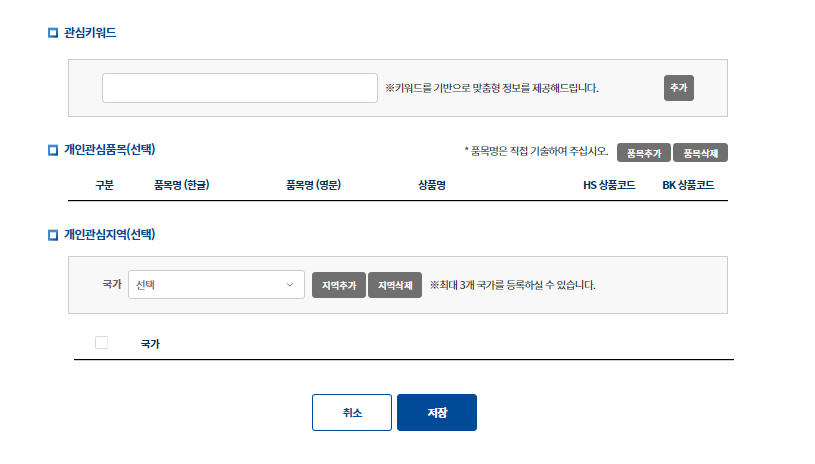 관심키워드
※키워드를 기반으로 맞춤형 정보를 제공해드립니다. 추가
개인관심품목(선택) * 품목명은 직접 기술하여 주십시오. 품목추가 품목삭제
구분 품목명 (한글) 품목명 (영문) 상품명 HS 상품코드 BK 상품코드
개인관심지역(선택)
국가 선택 지역추가 지역삭제 ※최대 3개 국가를 등록하실 수 있습니다.
국가
취소 저장